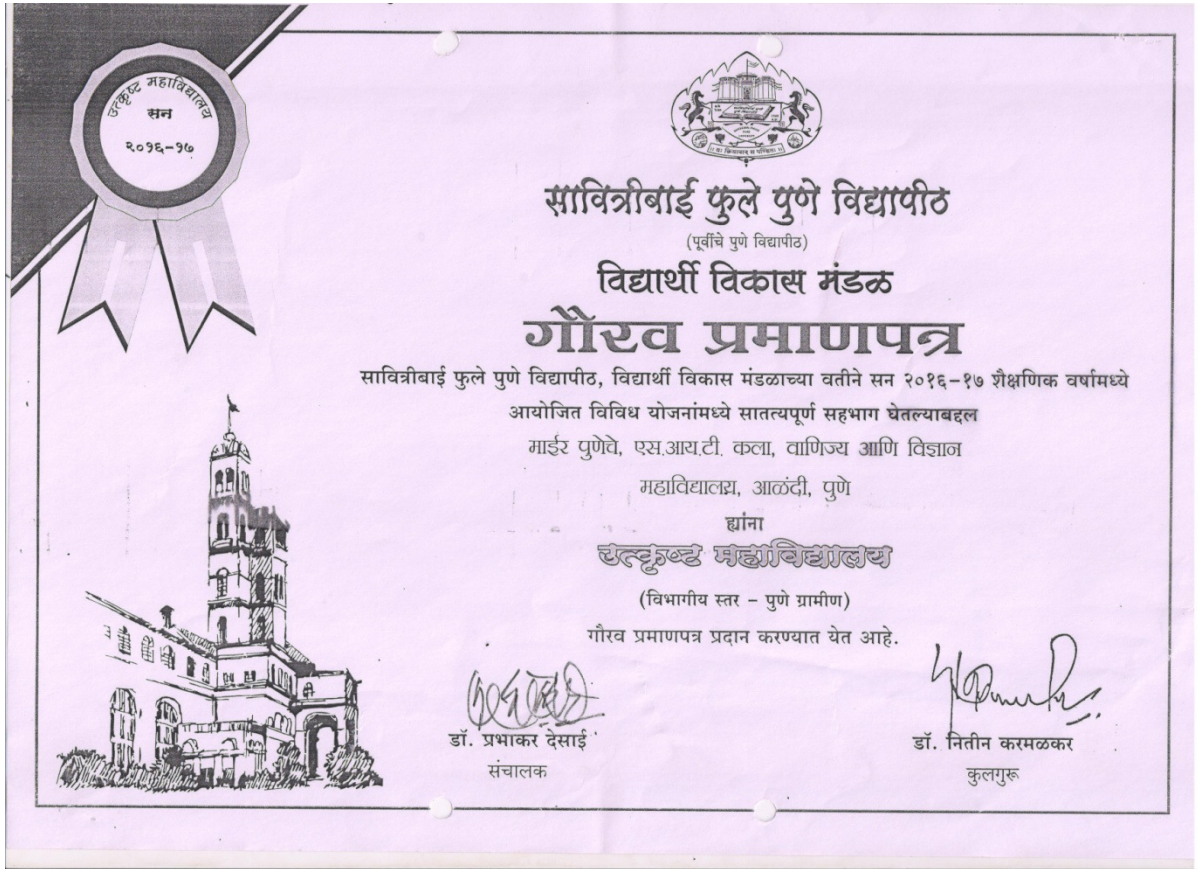 उत्कृष्ट महाविद्यालय
सन
२०१६-१७
सावित्रीबाई फुले पुणे विद्यापीठ
(पूर्वीचे पुणे विद्यापीठ)
विद्यार्थी विकास मंडळ
गौरव प्रमाणपत्र
सावित्रीबाई फुले पुणे विद्यापीठ, विद्यार्थी विकास मंडळाच्या वतीने सन २०१६-१७ शैक्षणिक वर्षामध्ये
आयोजित विविध योजनांमध्ये सातत्यपूर्ण सहभाग घेतल्याबद्दल
माईर पुणेचे, एस.आय.टी. कला, वाणिज्य आणि विज्ञान
महाविद्यालय, आळंदी, पुणे
ह्यांना
उत्कृष्ट महाविद्यालय
(विभागीय स्तर - पुणे ग्रामीण)
गौरव प्रमाणपत्र प्रदान करण्यात येत आहे.
डॉ. प्रभाकर देसाई
संचालक
डॉ. नितीन करमळकर
कुलगुरू